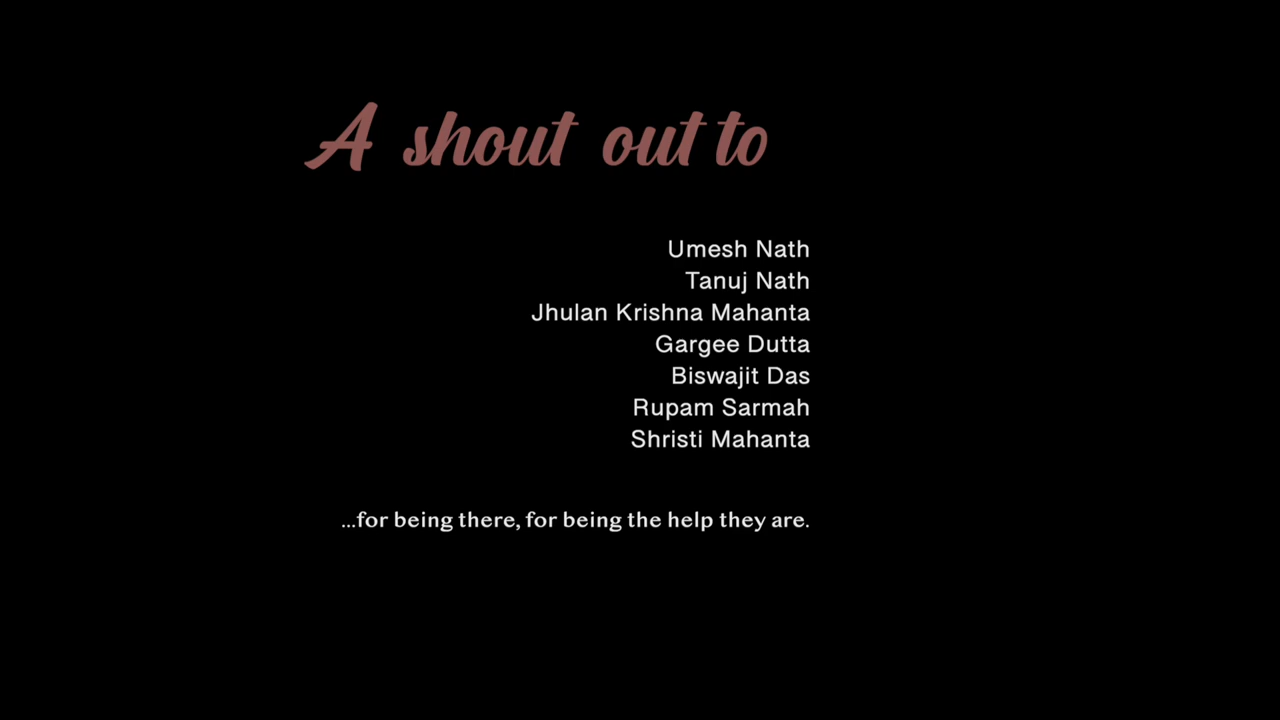 A shout out to
Umesh Nath
Tanuj Nath
Jhulan Krishna Mahanta
Gargee Dutta
Biswajit Das
Rupam Sarmah
Shristi Mahanta
...for being there, for being the help they are.